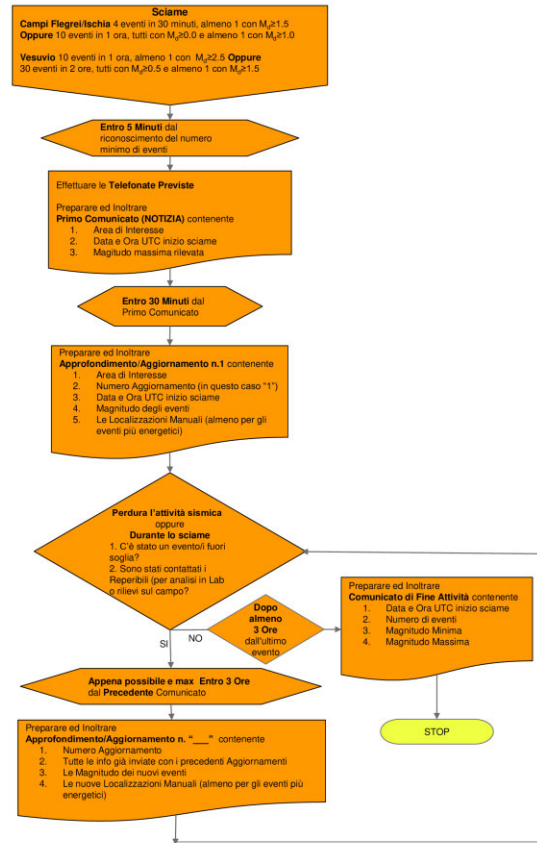 Sciame
Campi Flegrei/Ischia 4 eventi in 30 minuti, almeno 1 con Md≥1.5
Oppure 10 eventi in 1 ora, tutti con Md≥0.0 e almeno 1 con Md≥1.0
Vesuvio 10 eventi in 1 ora, almeno 1 con Md≥2.5 Oppure
30 eventi in 2 ore, tutti con Md≥0.5 e almeno 1 con Md≥1.5
Entro 5 Minuti dal
riconoscimento del numero
minimo di eventi
Effettuare le Telefonate Previste
Preparare ed Inoltrare
Primo Comunicato (NOTIZIA) contenente
1. Area di Interesse
2. Data e Ora UTC inizio sciame
3. Magitudo massima rilevata
Entro 30 Minuti dal
Primo Comunicato
Preparare ed Inoltrare
Approfondimento/Aggiornamento n.1 contenente
1. Area di Interesse
2. Numero Aggiornamento (in questo caso "1")
3. Data e Ora UTC inizio sciame
4. Magnitudo degli eventi
5. Le Localizzazioni Manuali (almeno per gli
eventi più energetici)
Perdura l'attività sismica
oppure
Durante lo sciame
1. C'è stato un evento/i fuori
soglia?
2. Sono stati contattati i
Reperibili (per analisi in Lab
o rilievi sul campo?
SI
NO
Dopo
almeno
3 Ore
dall'ultimo
evento
Preparare ed Inoltrare
Comunicato di Fine Attività contenente
1. Data e Ora UTC inizio sciame
2. Numero di eventi
3. Magnitudo Minima
4. Magnitudo Massima
STOP
Appena possibile e max Entro 3 Ore
dal Precedente Comunicato
Preparare ed Inoltrare
Approfondimento/Aggiornamento n. "___" contenente
1. Numero Aggiornamento
2. Tutte le info già inviate con i precedenti Aggiornamenti
3. Le Magnitudo dei nuovi eventi
4. Le nuove Localizzazioni Manuali (almeno per gli eventi più
energetici)